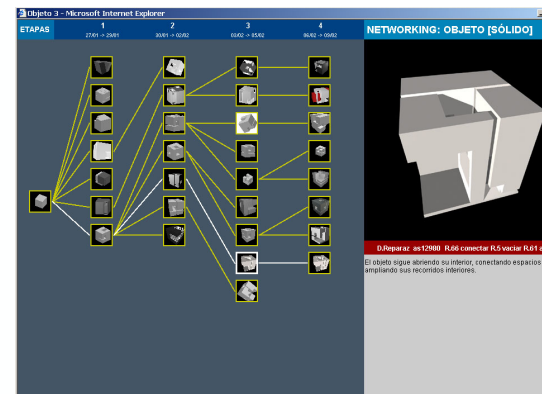 Objeto 3 - Microsoft Internet Explorer
ETAPAS
1
2
3
4
27/01 -> 29/01
30/01 -> 02/02
03/02 -> 05/02
06/02 -> 09/02
NETWORKING: OBJETO [SÓLIDO]
D.Reparaz as12980 R.66 conectar R.5 vaciar R.61 a
El objeto sigue abriendo su interior, conectando espacios
ampliando sus recorridos interiores.